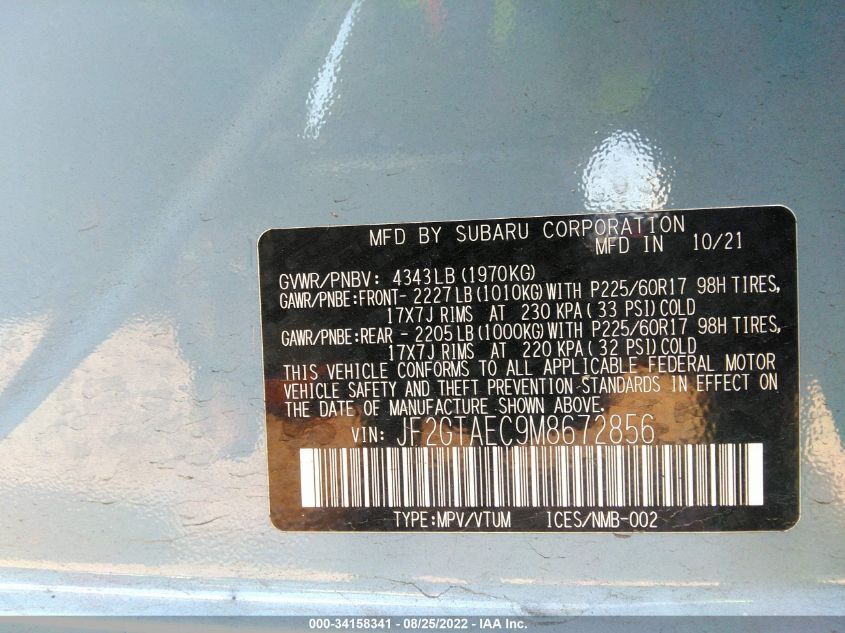 MFD BY SUBARU CORPORATION
MFD IN 10/21
GVWR/PNBV: 4343LB (1970KG)
GAWR/PNBE:FRONT- 2227LB (1010KG) WITH P225/60R17 98H TIRES,
17X7J RIMS AT 230 KPA (33 PSI) COLD
GAWR/PNBE:REAR - 2205LB (1000KG) WITH P225/60R17 98H TIRES,
17X7J RIMS AT 220 KPA (32 PSI) COLD
THIS VEHICLE CONFORMS TO ALL APPLICABLE FEDERAL MOTOR
VEHICLE SAFETY AND THEFT PREVENTION STANDARDS IN EFFECT ON
THE DATE OF MANUFACTURE SHOWN ABOVE.
VIN: JF2GTAEC9M8672856
TYPE:MPV/VTUM ICES/NMB-002
000-34158341 - 08/25/2022 - IAA Inc.